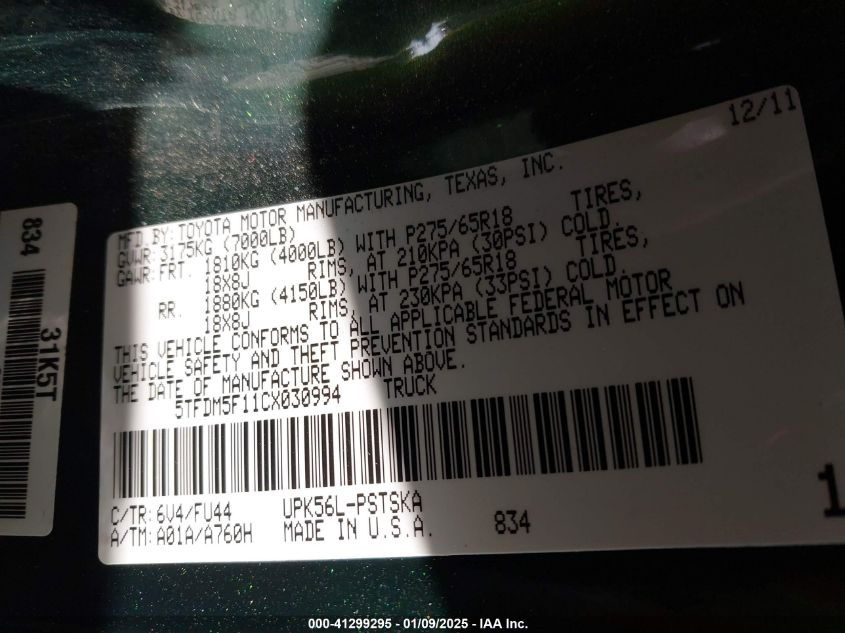 12/11
MFD.BY:TOYOTA MOTOR MANUFACTURING, TEXAS, INC.
GVWR:3175KG (7000LB)
GAWR:FRT. 1810KG (4000LB) WITH P275/65R18 TIRES,
18X8J RIMS, AT 210KPA (30PSI) COLD.
RR. 1880KG (4150LB) WITH P275/65R18 TIRES,
18X8J RIMS, AT 230KPA (33PSI) COLD.
THIS VEHICLE CONFORMS TO ALL APPLICABLE FEDERAL MOTOR
VEHICLE SAFETY AND THEFT PREVENTION STANDARDS IN EFFECT ON
THE DATE OF MANUFACTURE SHOWN ABOVE.
5TFDM5F11CX030994 TRUCK
C/TR:6V4/FU44 UPK56L-PSTSKA
A/TM:A01A/A760H MADE IN U.S.A. 834
1
834
31K5T
000-41299295 - 01/09/2025 - IAA Inc.